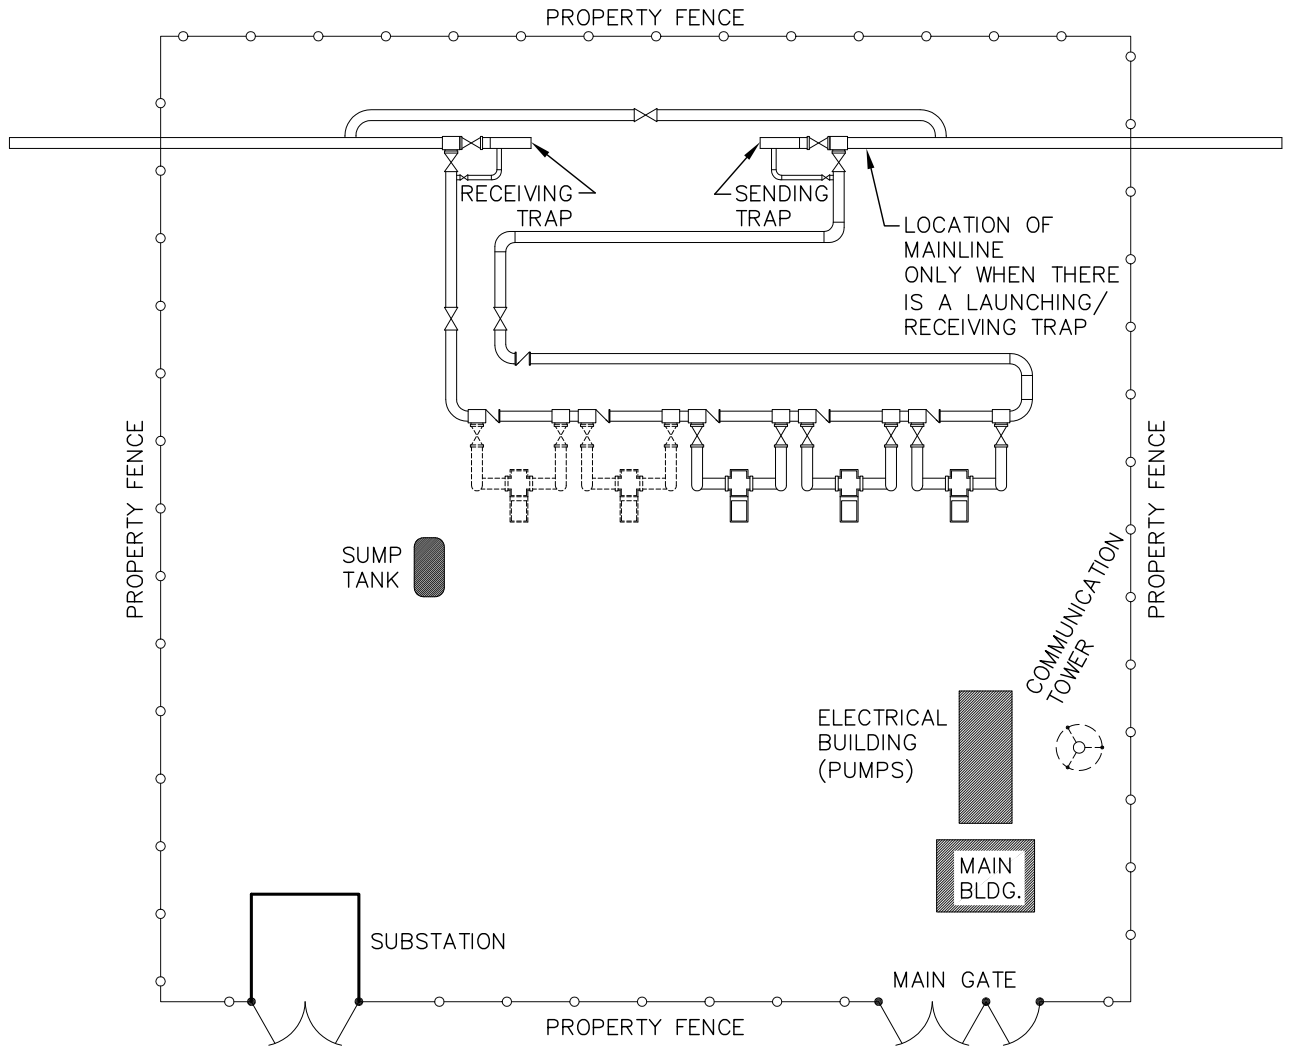 PROPERTY FENCE
RECEIVING
TRAP
SENDING
TRAP
LOCATION OF
MAINLINE
ONLY WHEN THERE
IS A LAUNCHING/
RECEIVING TRAP
PROPERTY FENCE
PROPERTY FENCE
SUMP
TANK
COMMUNICATION
TOWER
ELECTRICAL
BUILDING
(PUMPS)
MAIN
BLDG.
SUBSTATION
MAIN GATE
PROPERTY FENCE